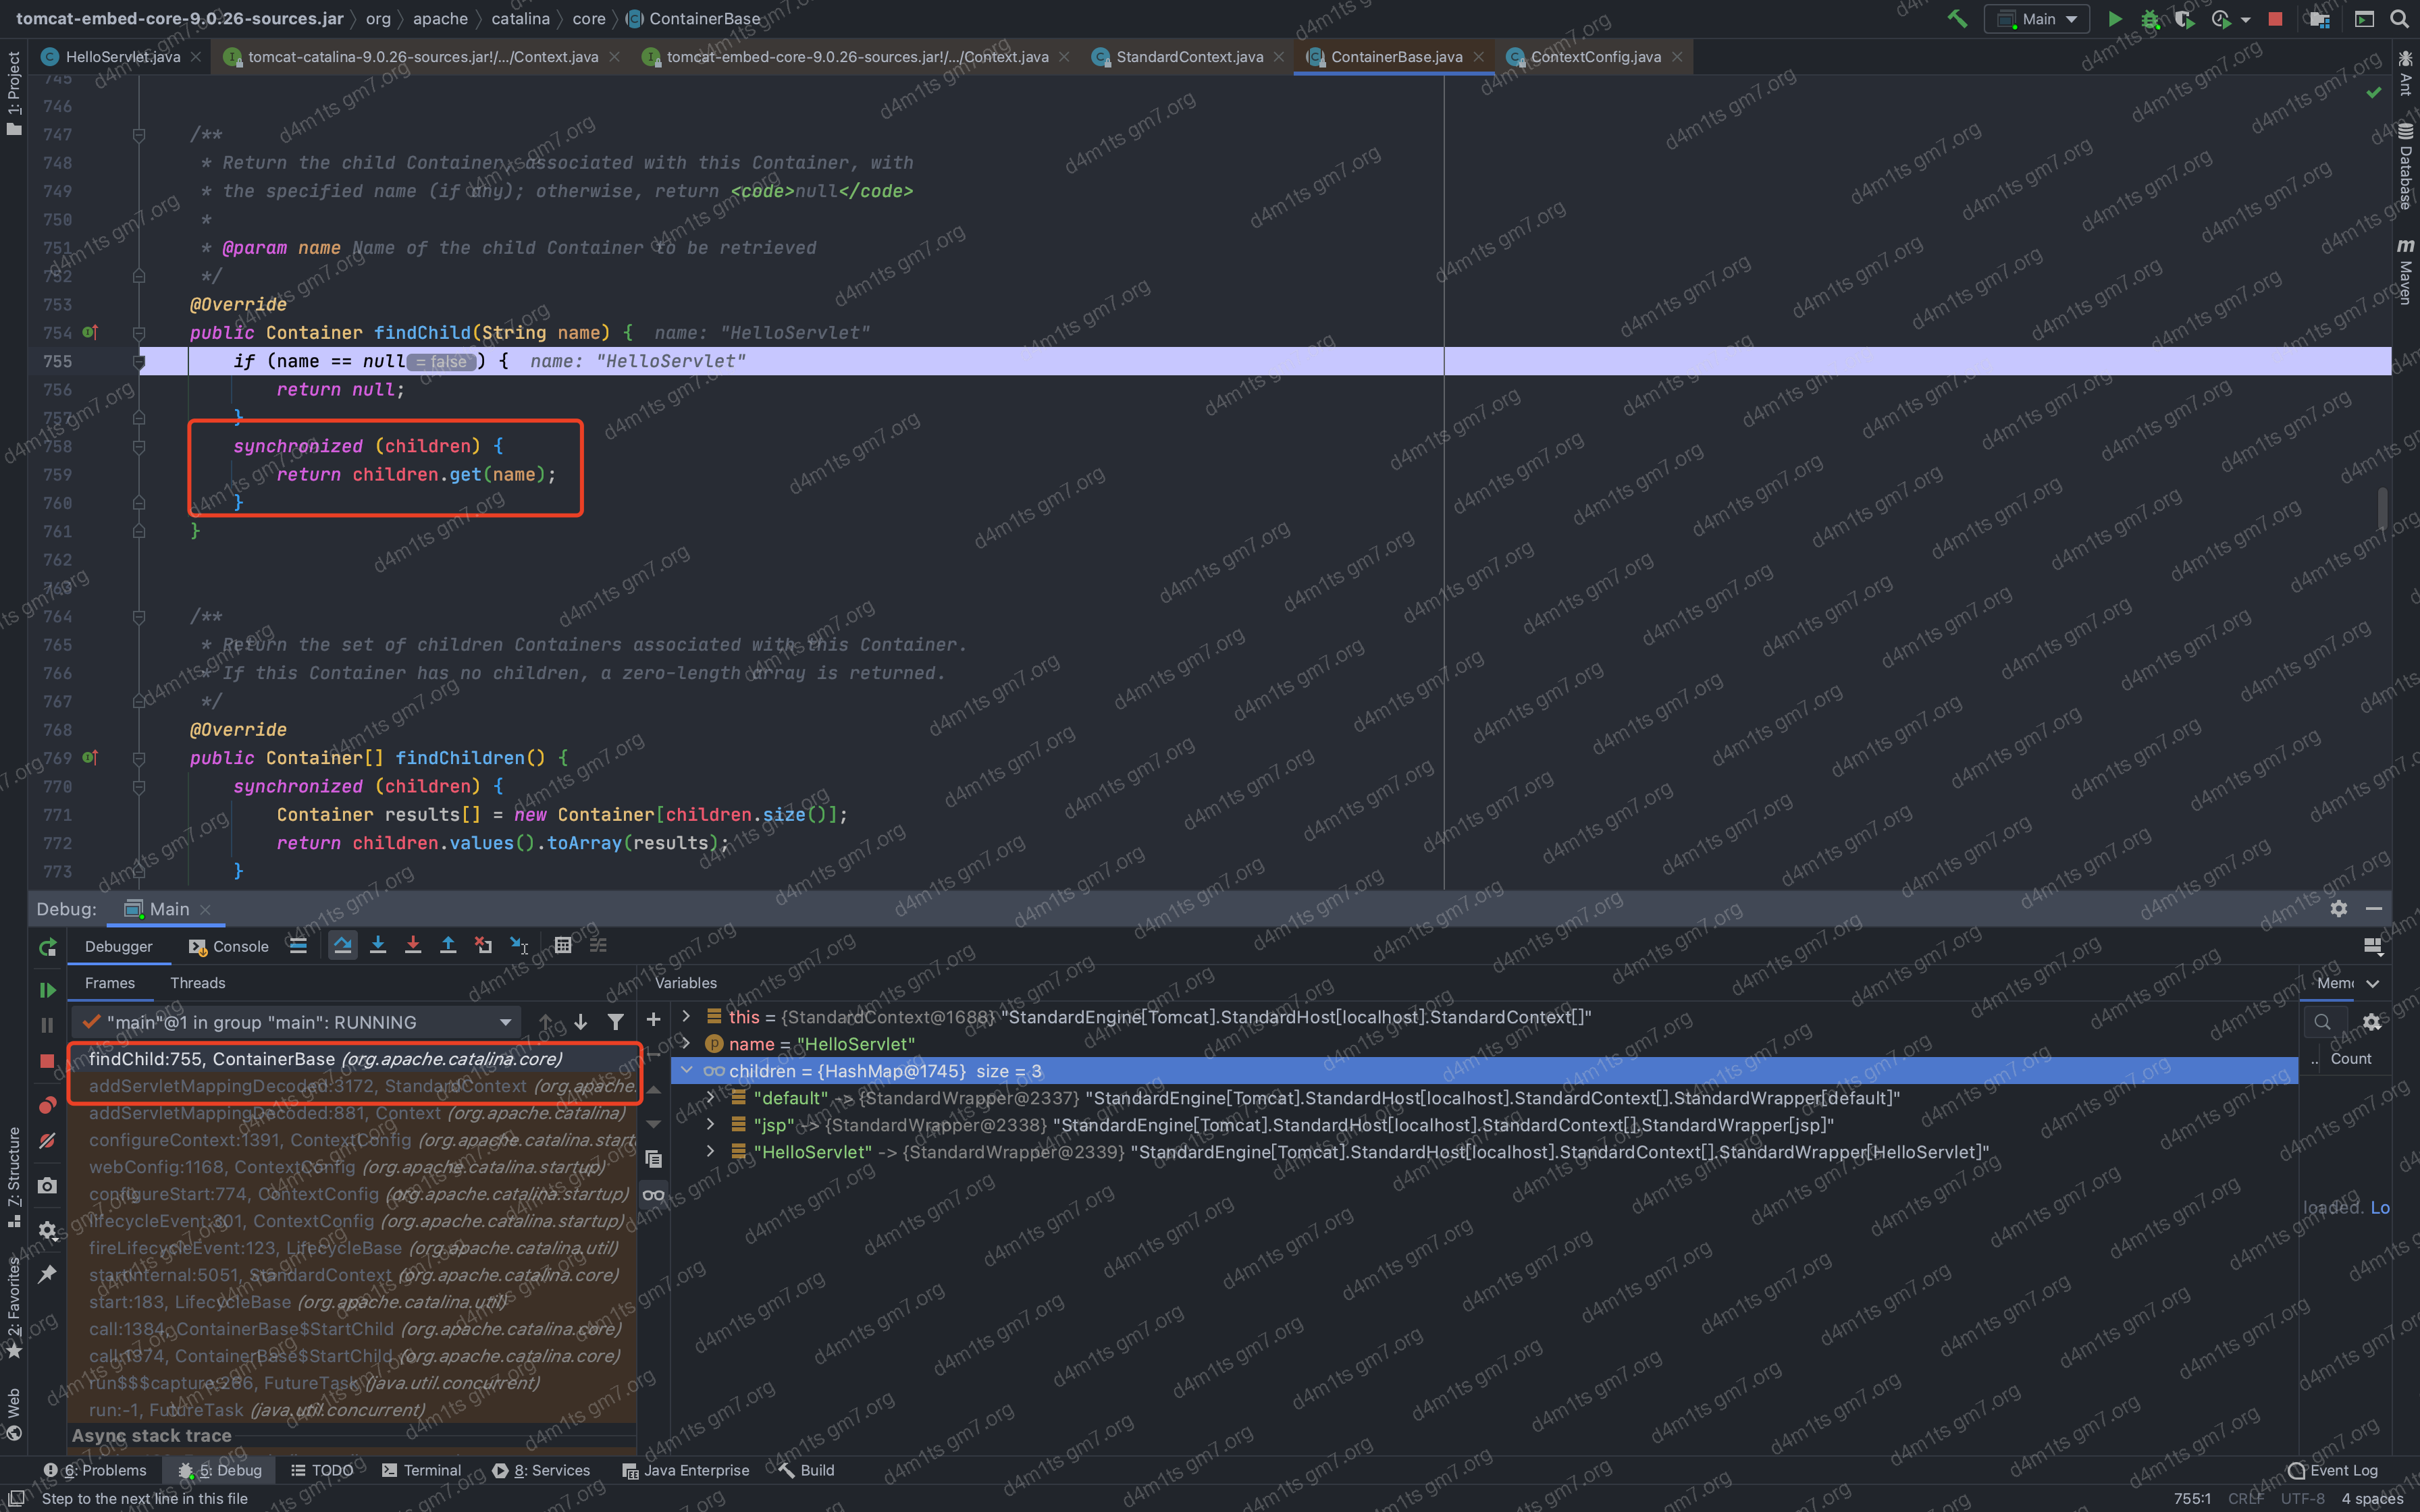 tomcat-embed-core-9.0.26-sources.jar 〉 org 〉 apache 〉 catalina 〉 core 〉 ContainerBase
Main
HelloServlet.java
tomcat-catalina-9.0.26-sources.jar!/.../Context.java
tomcat-embed-core-9.0.26-sources.jar!/.../Context.java
StandardContext.java
ContainerBase.java
ContextConfig.java
1: Project
Ant
Database
Maven
745
746
747 /**
748 * Return the child Container, associated with this Container, with
749 * the specified name (if any); otherwise, return <code>null</code>
750 *
751 * @param name Name of the child Container to be retrieved
752 */
753 @Override
754 public Container findChild(String name) { name: "HelloServlet"
755 if (name == null = false ) { name: "HelloServlet"
756 return null;
757 }
758 synchronized (children) {
759 return children.get(name);
760 }
761 }
762
763
764 /**
765 * Return the set of children Containers associated with this Container.
766 * If this Container has no children, a zero-length array is returned.
767 */
768 @Override
769 public Container[] findChildren() {
770 synchronized (children) {
771 Container results[] = new Container[children.size()];
772 return children.values().toArray(results);
773 }
Debug: Main
Debugger Console
Frames Threads
Variables
"main"@1 in group "main": RUNNING
findChild:755, ContainerBase (org.apache.catalina.core)
addServletMappingDecoded:3172, StandardContext (org.apache.
addServletMappingDecoded:881, Context (org.apache.catalina)
configureContext:1391, ContextConfig (org.apache.catalina.start
webConfig:1168, ContextConfig (org.apache.catalina.startup)
configureStart:774, ContextConfig (org.apache.catalina.startup)
lifecycleEvent:301, ContextConfig (org.apache.catalina.startup)
fireLifecycleEvent:123, LifecycleBase (org.apache.catalina.util)
startInternal:5051, StandardContext (org.apache.catalina.core)
start:183, LifecycleBase (org.apache.catalina.util)
call:1384, ContainerBase$StartChild (org.apache.catalina.core)
call:1374, ContainerBase$StartChild (org.apache.catalina.core)
run$$$capture:266, FutureTask (java.util.concurrent)
run:-1, FutureTask (java.util.concurrent)
Async stack trace
this = {StandardContext@1688} "StandardEngine[Tomcat].StandardHost[localhost].StandardContext[]"
name = "HelloServlet"
children = {HashMap@1745} size = 3
"default" -> {StandardWrapper@2337} "StandardEngine[Tomcat].StandardHost[localhost].StandardContext[].StandardWrapper[default]"
"jsp" -> {StandardWrapper@2338} "StandardEngine[Tomcat].StandardHost[localhost].StandardContext[].StandardWrapper[jsp]"
"HelloServlet" -> {StandardWrapper@2339} "StandardEngine[Tomcat].StandardHost[localhost].StandardContext[].StandardWrapper[HelloServlet]"
Mem
.. Count
loaded. Lo
Z: Structure
2: Favorites
Web
6: Problems
5: Debug
TODO
Terminal
8: Services
Java Enterprise
Build
Event Log
Step to the next line in this file
755:1 CRLF UTF-8 4 spaces
d4m1ts gm7.org